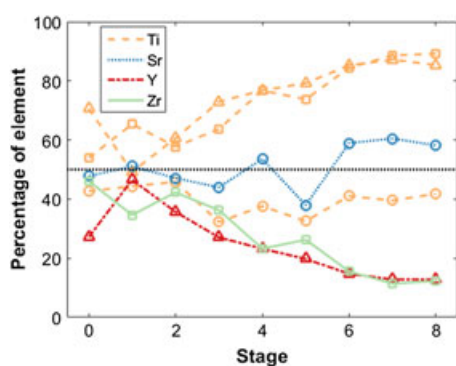 Percentage of element
100
80
60
40
20
0
Ti
Sr
Y
Zr
0 2 4 6 8
Stage